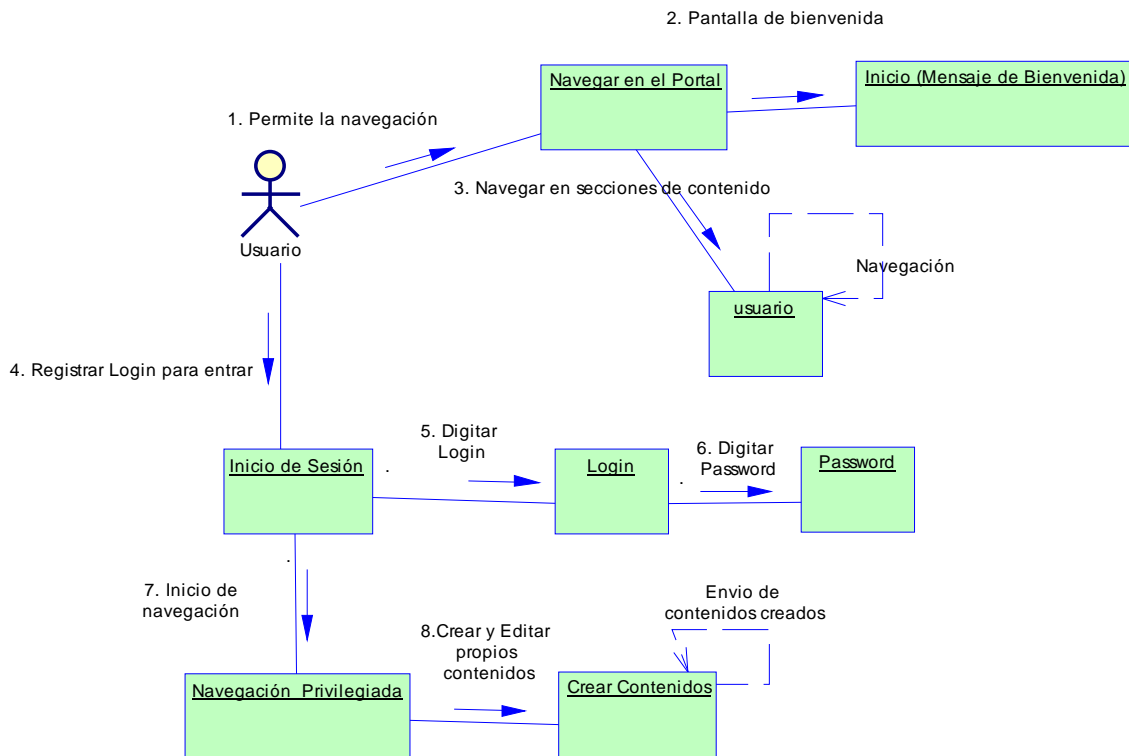 2. Pantalla de bienvenida
Navegar en el Portal
Inicio (Mensaje de Bienvenida)
1. Permite la navegación
3. Navegar en secciones de contenido
Usuario
Navegación
usuario
4. Registrar Login para entrar
5. Digitar
Login
6. Digitar
Password
Inicio de Sesión
Login
Password
7. Inicio de
navegación
8.Crear y Editar
propios
contenidos
Envio de
contenidos creados
Navegación Privilegiada
Crear Contenidos